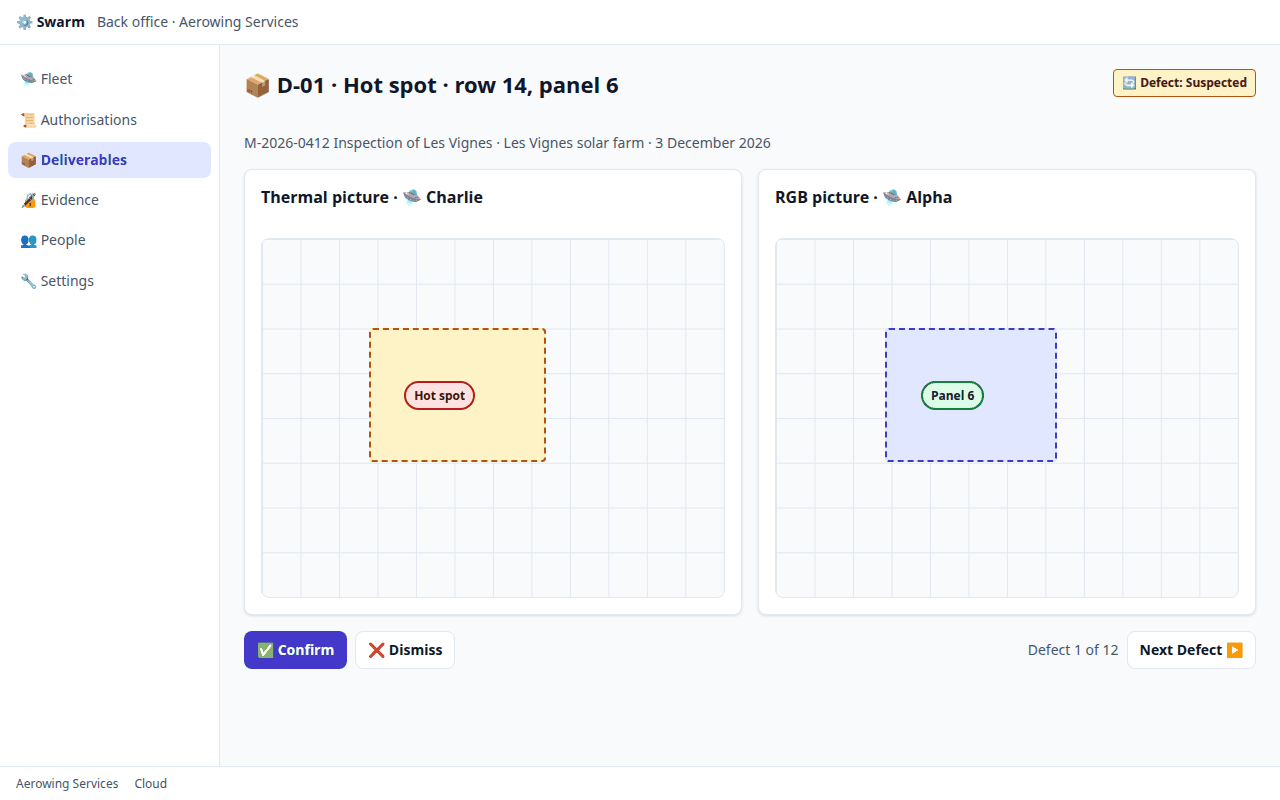 ⚙️ Swarm Back office · Aerowing Services
🛸 Fleet
📜 Authorisations
📦 Deliverables
🔏 Evidence
👥 People
🔧 Settings
📦 D-01 · Hot spot · row 14, panel 6
🔄 Defect: Suspected
M-2026-0412 Inspection of Les Vignes · Les Vignes solar farm · 3 December 2026
Thermal picture · 🛸 Charlie
Hot spot
RGB picture · 🛸 Alpha
Panel 6
✅ Confirm
❌ Dismiss
Defect 1 of 12
Next Defect ▶️
Aerowing Services Cloud